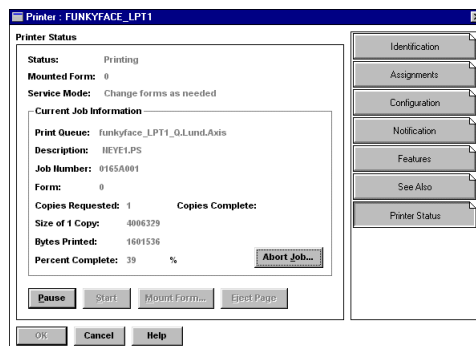 Printer : FUNKYFACE_LPT1
Printer Status
Status: Printing
Mounted Form: 0
Service Mode: Change forms as needed
Current Job Information
Print Queue: funkyface_LPT1_Q.Lund.Axis
Description: NEYE1.PS
Job Number: 0165A001
Form: 0
Copies Requested: 1 Copies Complete:
Size of 1 Copy: 4006329
Bytes Printed: 1601536
Percent Complete: 39 %
Abort Job...
Pause Start Mount Form... Eject Page
OK Cancel Help
Identification
Assignments
Configuration
Notification
Features
See Also
Printer Status